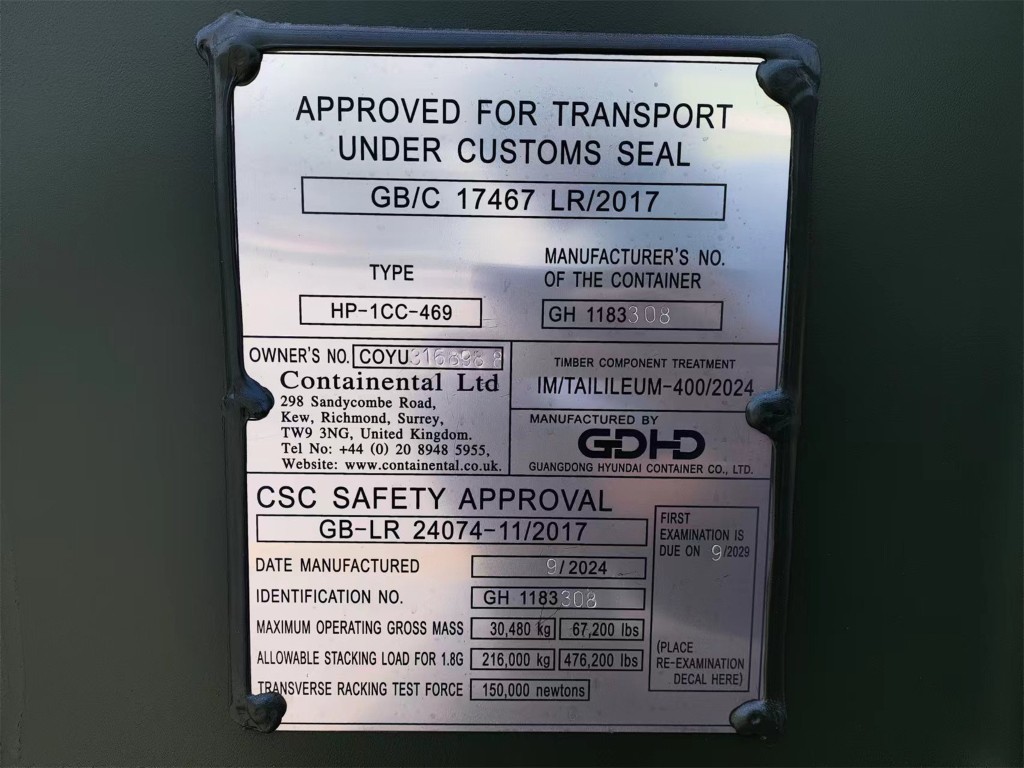 APPROVED FOR TRANSPORT
UNDER CUSTOMS SEAL
GB/C 17467 LR/2017
TYPE
HP-1CC-469
MANUFACTURER'S NO.
OF THE CONTAINER
GH 1183308
OWNER'S NO. COYU
Containental Ltd
298 Sandycombe Road,
Kew, Richmond, Surrey,
TW9 3NG, United Kingdom.
Tel No: +44 (0) 20 8948 5955,
Website: www.containental.co.uk.
TIMBER COMPONENT TREATMENT
IM/TAILILEUM-400/2024
MANUFACTURED BY
GDHD
GUANGDONG HYUNDAI CONTAINER CO., LTD.
CSC SAFETY APPROVAL
GB-LR 24074-11/2017
DATE MANUFACTURED 9/2024
IDENTIFICATION NO. GH 1183308
MAXIMUM OPERATING GROSS MASS 30,480 kg 67,200 lbs
ALLOWABLE STACKING LOAD FOR 1.8G 216,000 kg 476,200 lbs
TRANSVERSE RACKING TEST FORCE 150,000 newtons
FIRST
EXAMINATION IS
DUE ON 9/2029
(PLACE
RE-EXAMINATION
DECAL HERE)